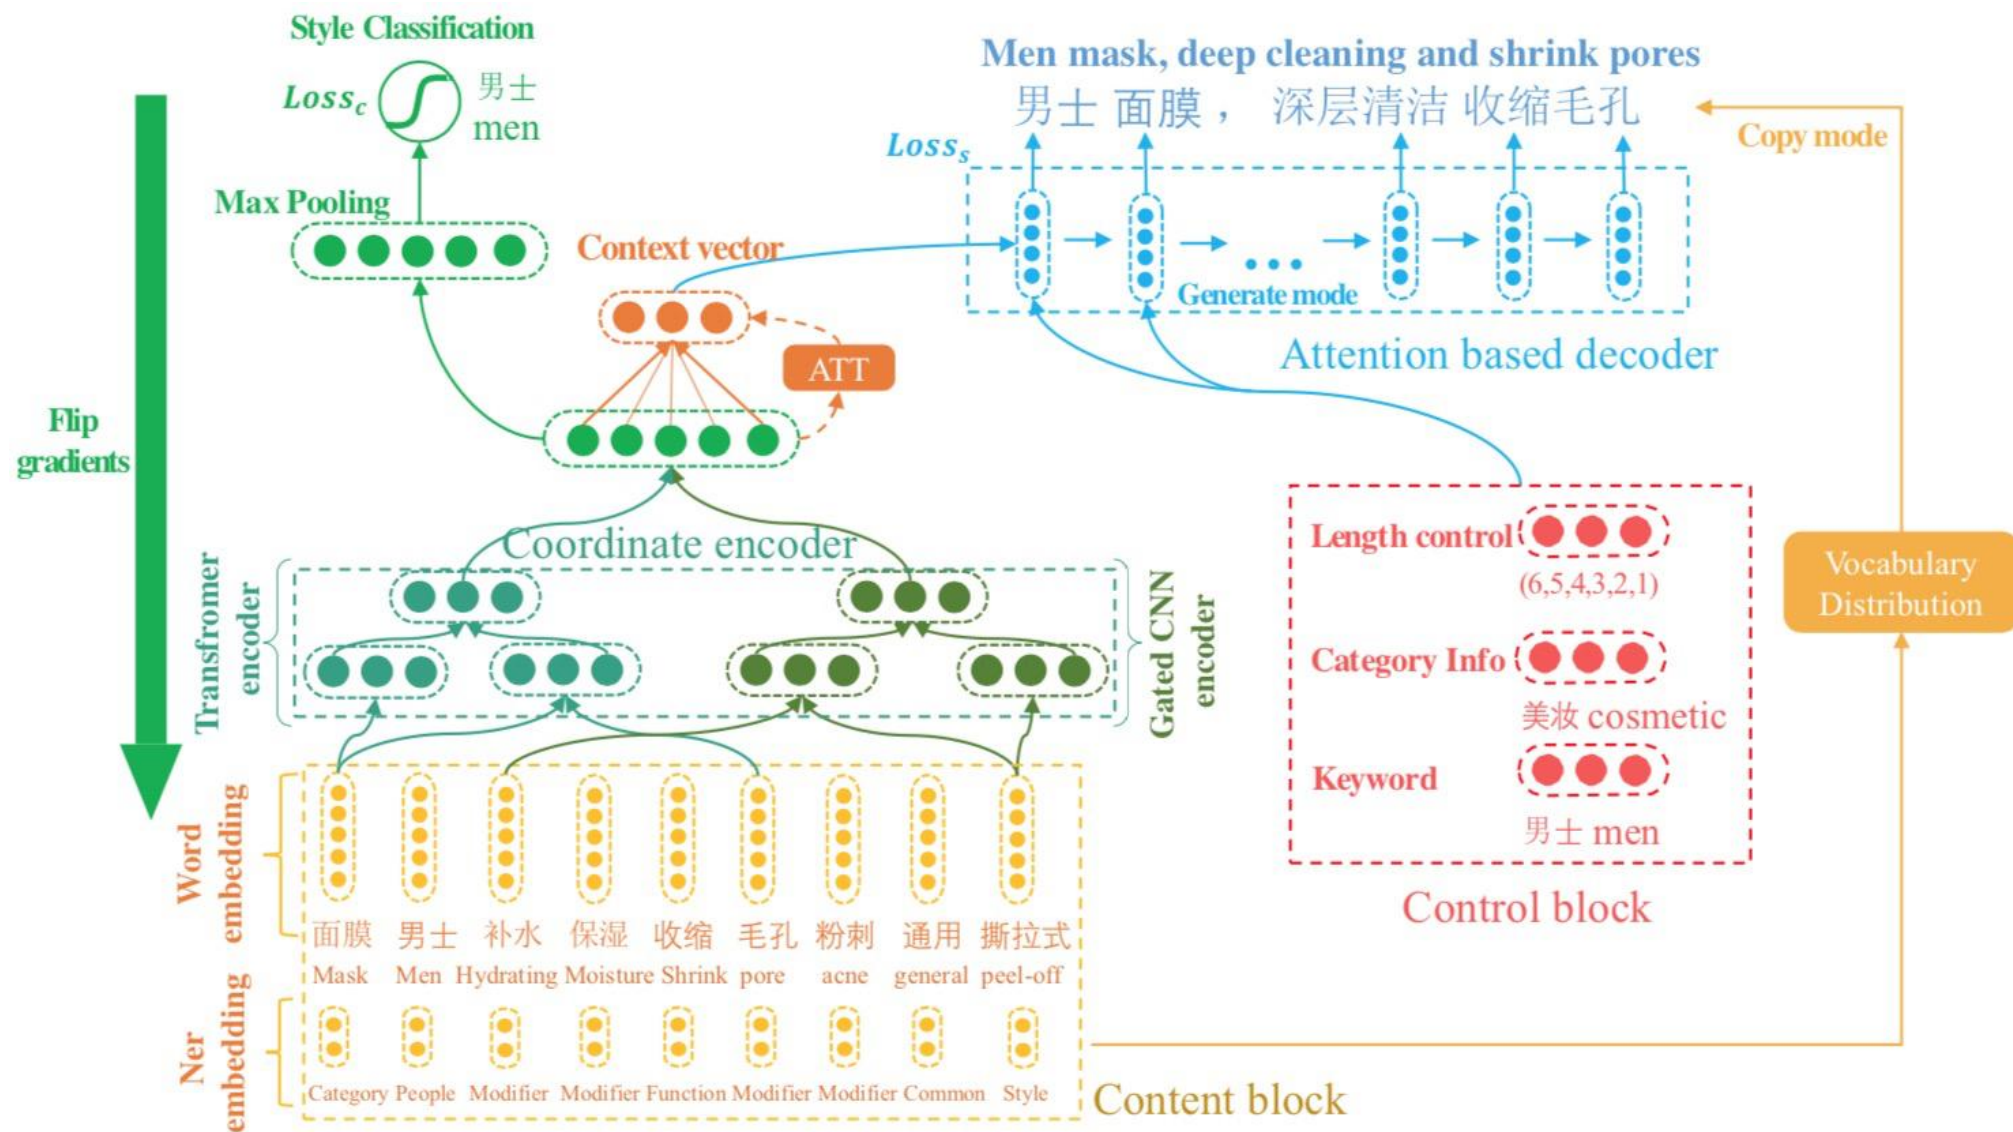 Style Classification
Loss_c
男士
men
Max Pooling
Flip
gradients
Context vector
ATT
Men mask, deep cleaning and shrink pores
男士 面膜， 深层清洁 收缩毛孔
Loss_s
Copy mode
Generate mode
Attention based decoder
Coordinate encoder
Transfromer
encoder
Gated CNN
encoder
Length control
(6,5,4,3,2,1)
Category Info
美妆 cosmetic
Keyword
男士 men
Control block
Vocabulary
Distribution
Word
embedding
面膜 男士 补水 保湿 收缩 毛孔 粉刺 通用 撕拉式
Mask Men Hydrating Moisture Shrink pore acne general peel-off
Ner
embedding
Category People Modifier Modifier Function Modifier Modifier Common Style
Content block